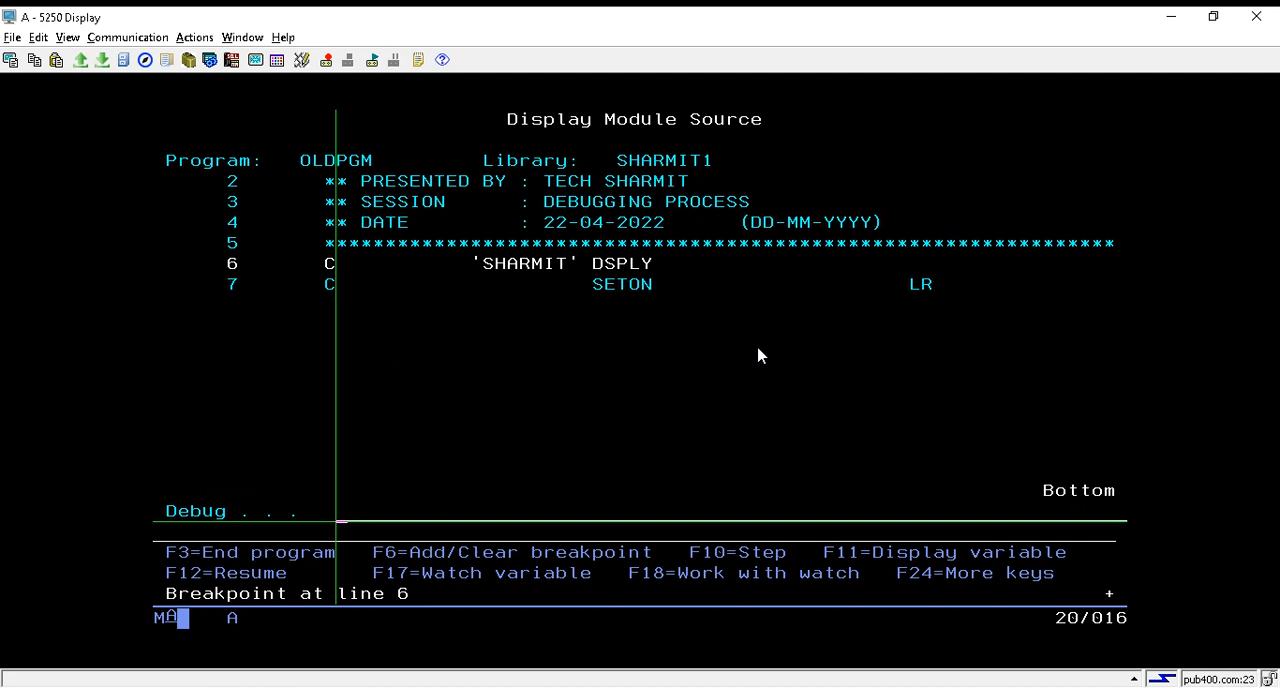 A - 5250 Display
File Edit View Communication Actions Window Help
Display Module Source
Program: OLDPGM Library: SHARMIT1
2 ** PRESENTED BY : TECH SHARMIT
3 ** SESSION : DEBUGGING PROCESS
4 ** DATE : 22-04-2022 (DD-MM-YYYY)
5 *****************************************************************
6 C 'SHARMIT' DSPLY
7 C SETON LR
Bottom
Debug . . .
F3=End program F6=Add/Clear breakpoint F10=Step F11=Display variable
F12=Resume F17=Watch variable F18=Work with watch F24=More keys
Breakpoint at line 6 +
MA A 20/016
pub400.com:23